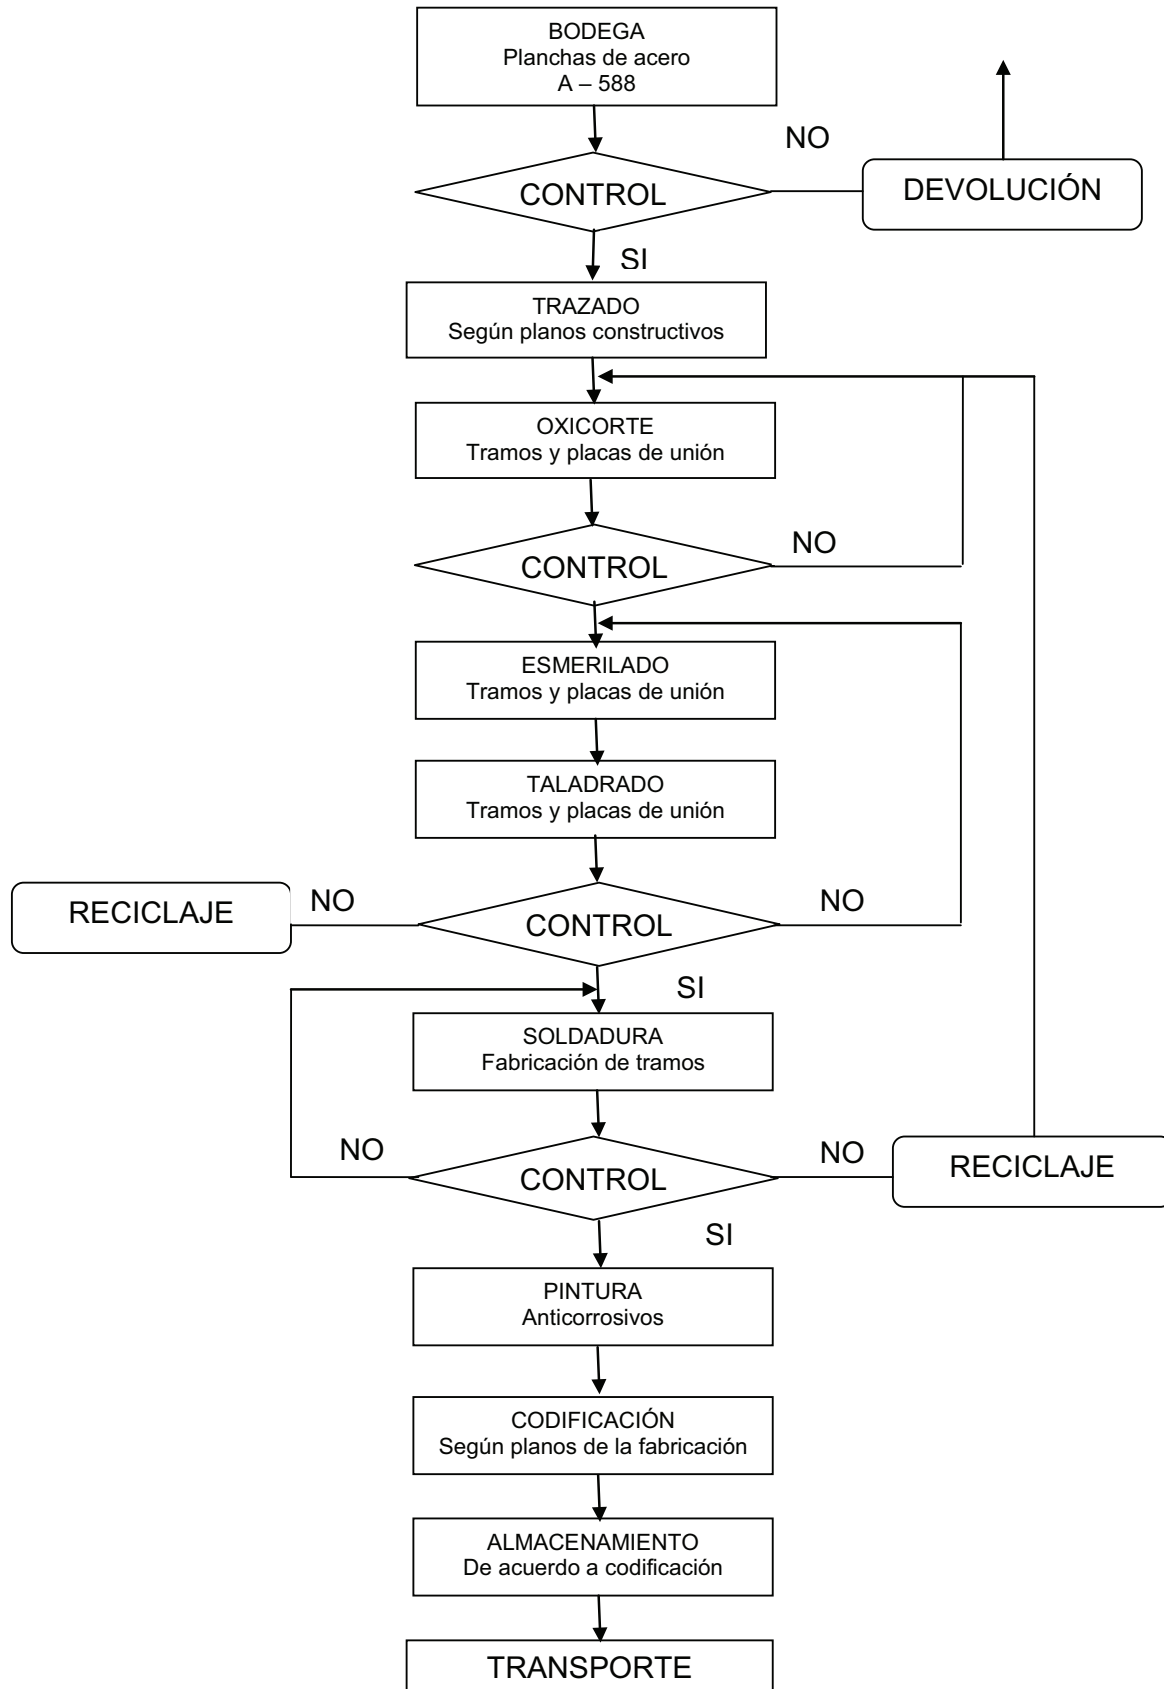 BODEGA
Planchas de acero
A – 588
NO
CONTROL
DEVOLUCIÓN
SI
TRAZADO
Según planos constructivos
OXICORTE
Tramos y placas de unión
CONTROL
NO
ESMERILADO
Tramos y placas de unión
TALADRADO
Tramos y placas de unión
RECICLAJE
NO
CONTROL
NO
SI
SOLDADURA
Fabricación de tramos
NO
CONTROL
NO
RECICLAJE
SI
PINTURA
Anticorrosivos
CODIFICACIÓN
Según planos de la fabricación
ALMACENAMIENTO
De acuerdo a codificación
TRANSPORTE